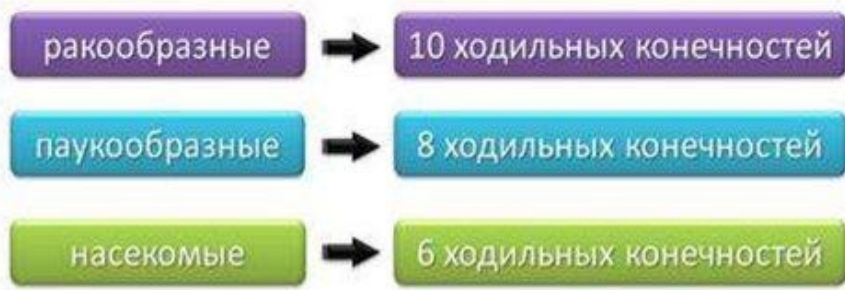 ракообразные 10 ходильных конечностей
паукообразные 8 ходильных конечностей
насекомые 6 ходильных конечностей